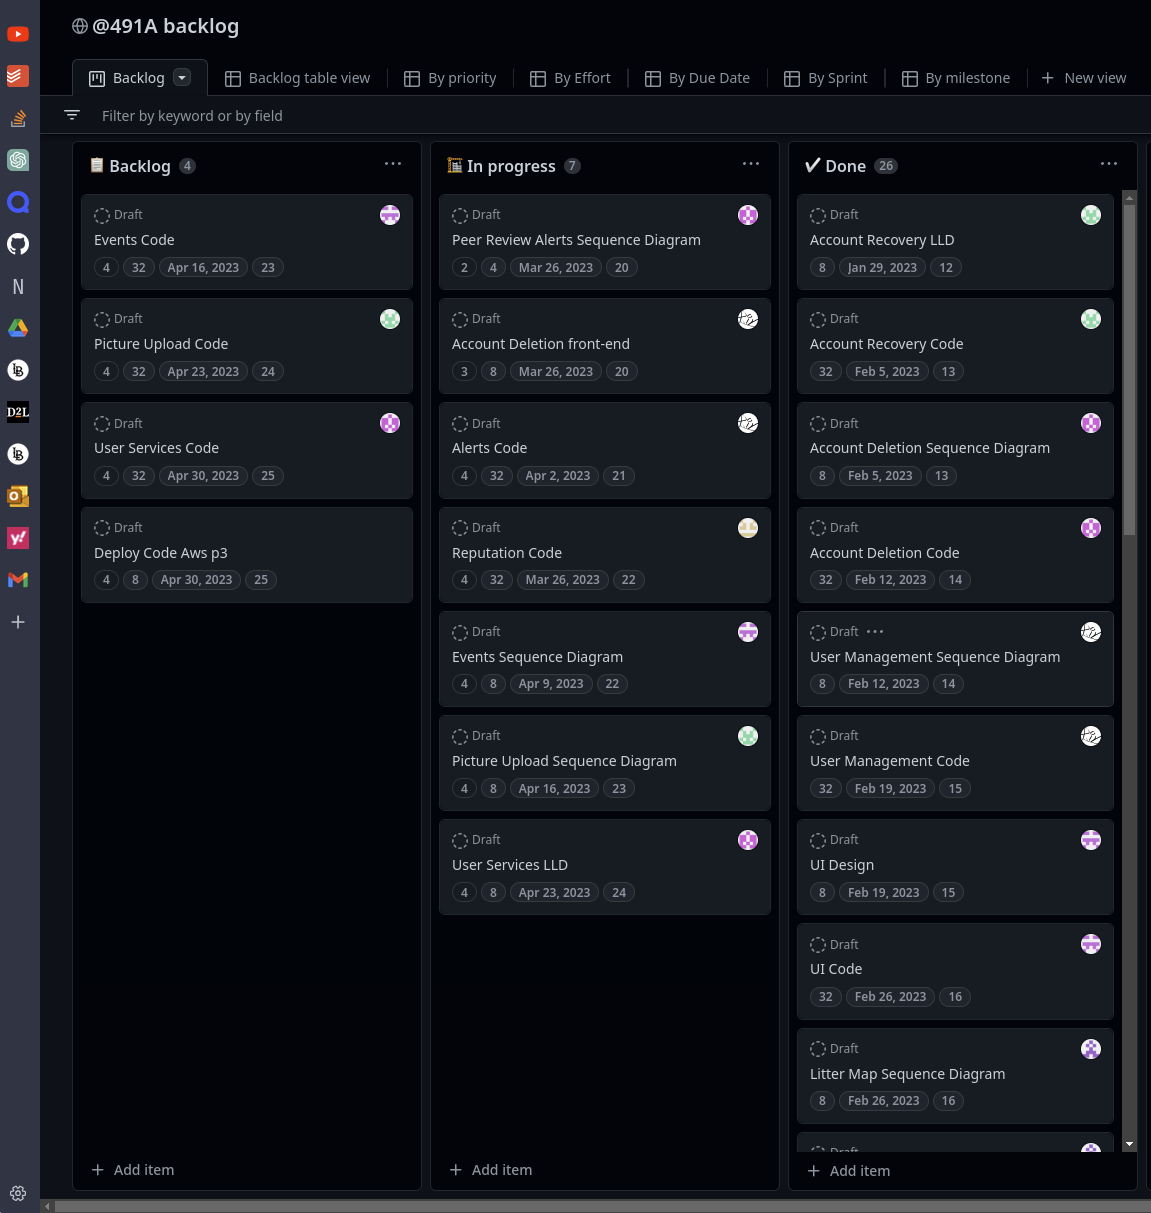 @491A backlog
Backlog
Backlog table view
By priority
By Effort
By Due Date
By Sprint
By milestone
New view
Filter by keyword or by field
Backlog 4
Draft
Events Code
4 32 Apr 16, 2023 23
Draft
Picture Upload Code
4 32 Apr 23, 2023 24
Draft
User Services Code
4 32 Apr 30, 2023 25
Draft
Deploy Code Aws p3
4 8 Apr 30, 2023 25
Add item
In progress 7
Draft
Peer Review Alerts Sequence Diagram
2 4 Mar 26, 2023 20
Draft
Account Deletion front-end
3 8 Mar 26, 2023 20
Draft
Alerts Code
4 32 Apr 2, 2023 21
Draft
Reputation Code
4 32 Mar 26, 2023 22
Draft
Events Sequence Diagram
4 8 Apr 9, 2023 22
Draft
Picture Upload Sequence Diagram
4 8 Apr 16, 2023 23
Draft
User Services LLD
4 8 Apr 23, 2023 24
Add item
Done 26
Draft
Account Recovery LLD
8 Jan 29, 2023 12
Draft
Account Recovery Code
32 Feb 5, 2023 13
Draft
Account Deletion Sequence Diagram
8 Feb 5, 2023 13
Draft
Account Deletion Code
32 Feb 12, 2023 14
Draft ···
User Management Sequence Diagram
8 Feb 12, 2023 14
Draft
User Management Code
32 Feb 19, 2023 15
Draft
UI Design
8 Feb 19, 2023 15
Draft
UI Code
32 Feb 26, 2023 16
Draft
Litter Map Sequence Diagram
8 Feb 26, 2023 16
Draft
Add item
N
LB
D2L
LB
o
y!